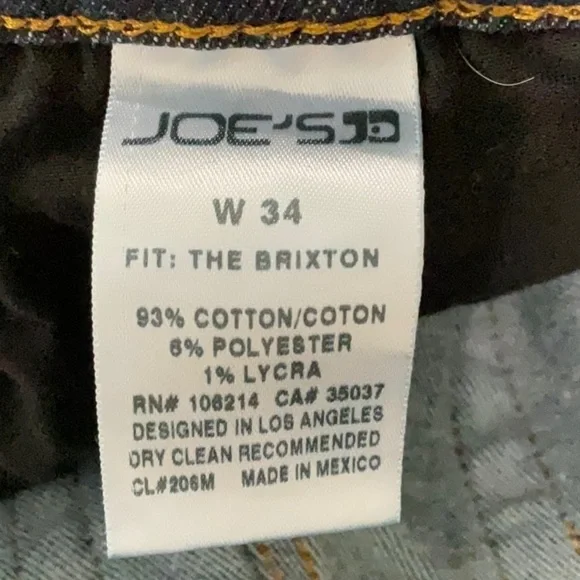 JOE'S
W 34
FIT: THE BRIXTON
93% COTTON/COTON
6% POLYESTER
1% LYCRA
RN# 106214 CA# 35037
DESIGNED IN LOS ANGELES
DRY CLEAN RECOMMENDED
CL#206M MADE IN MEXICO